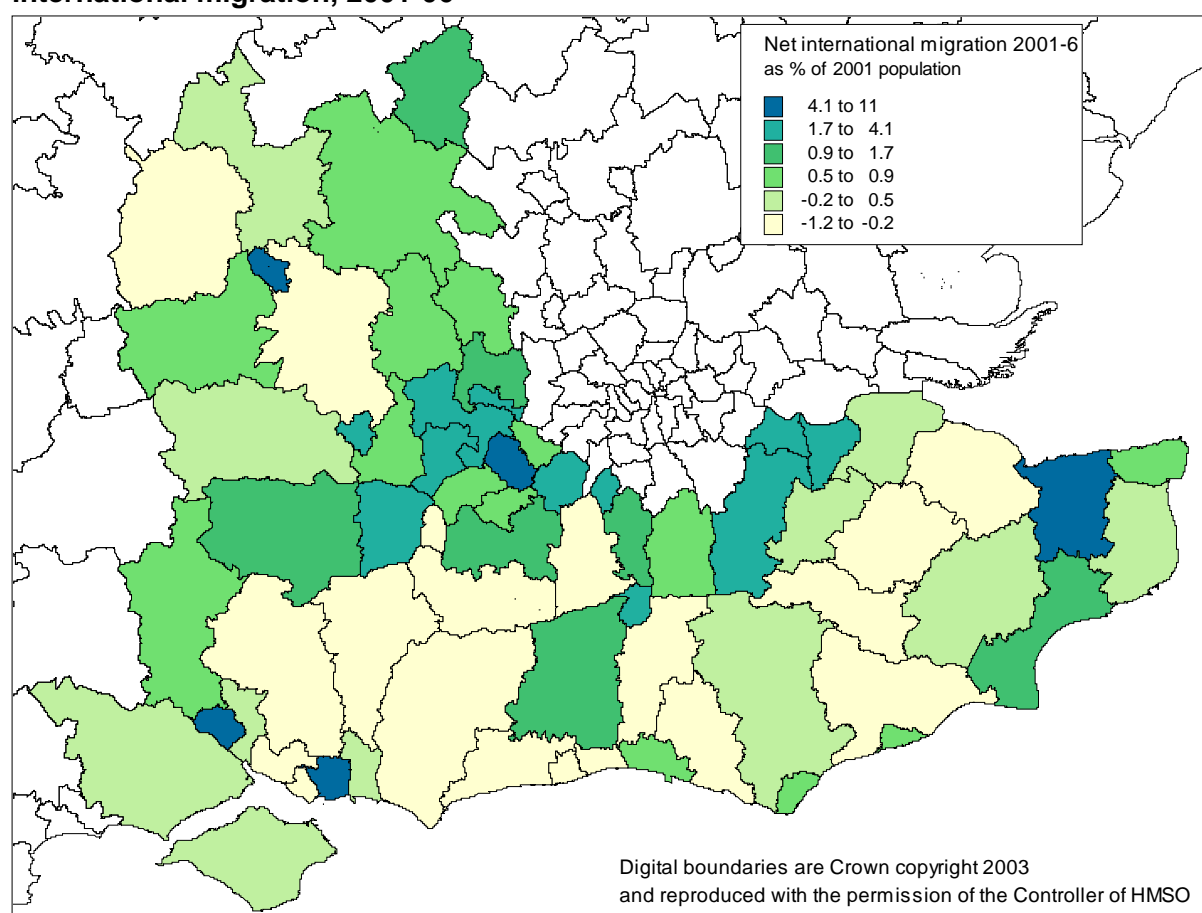 Net international migration 2001-6
as % of 2001 population
4.1 to 11
1.7 to 4.1
0.9 to 1.7
0.5 to 0.9
-0.2 to 0.5
-1.2 to -0.2
Digital boundaries are Crown copyright 2003
and reproduced with the permission of the Controller of HMSO